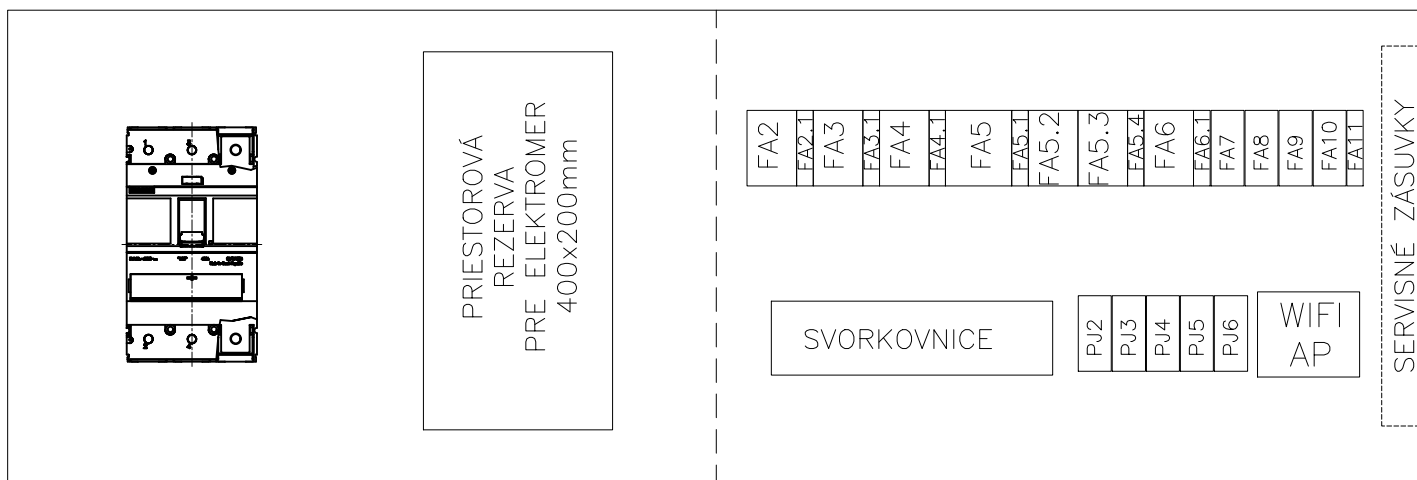 PRIESTOROVÁ
REZERVA
PRE ELEKTROMER
400x200mm
FA2
FA2.1
FA3
FA3.1
FA4
FA4.1
FA5
FA5.1
FA5.2
FA5.3
FA5.4
FA6
FA6.1
FA7
FA8
FA9
FA10
FA11
SVORKOVNICE
PJ2
PJ3
PJ4
PJ5
PJ6
WIFI
AP
SERVISNÉ ZÁSUVKY